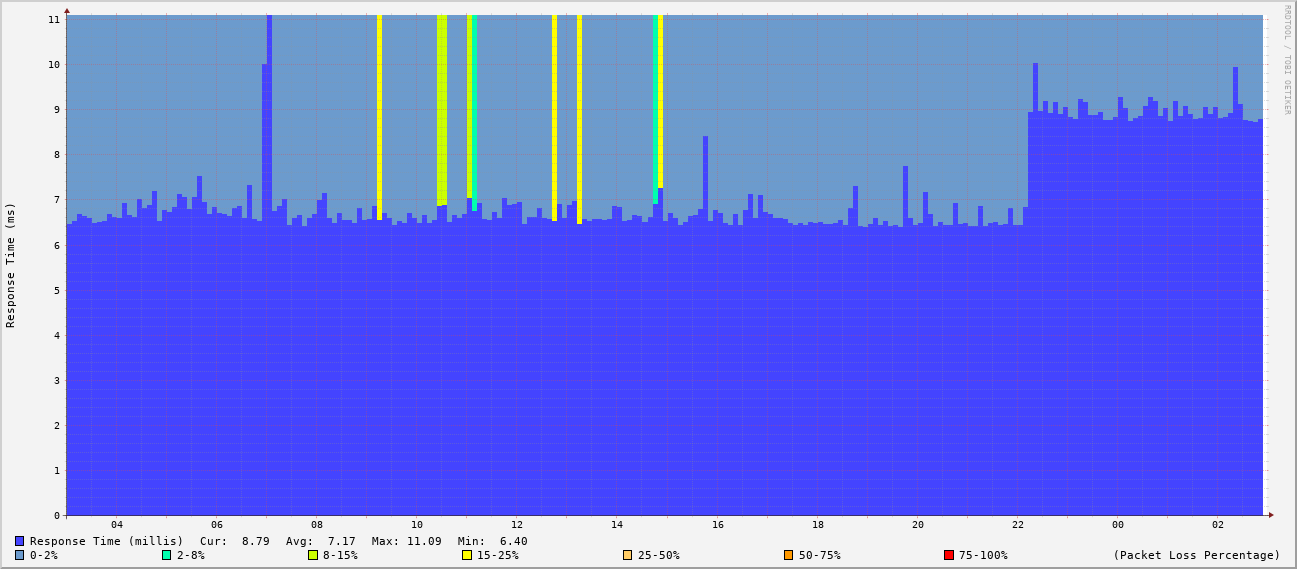 RRDTOOL / TOBI OETIKER
Response Time (ms)
11
10
9
8
7
6
5
4
3
2
1
0
04 06 08 10 12 14 16 18 20 22 00 02
Response Time (millis) Cur: 8.79 Avg: 7.17 Max: 11.09 Min: 6.40
0-2% 2-8% 8-15% 15-25% 25-50% 50-75% 75-100% (Packet Loss Percentage)